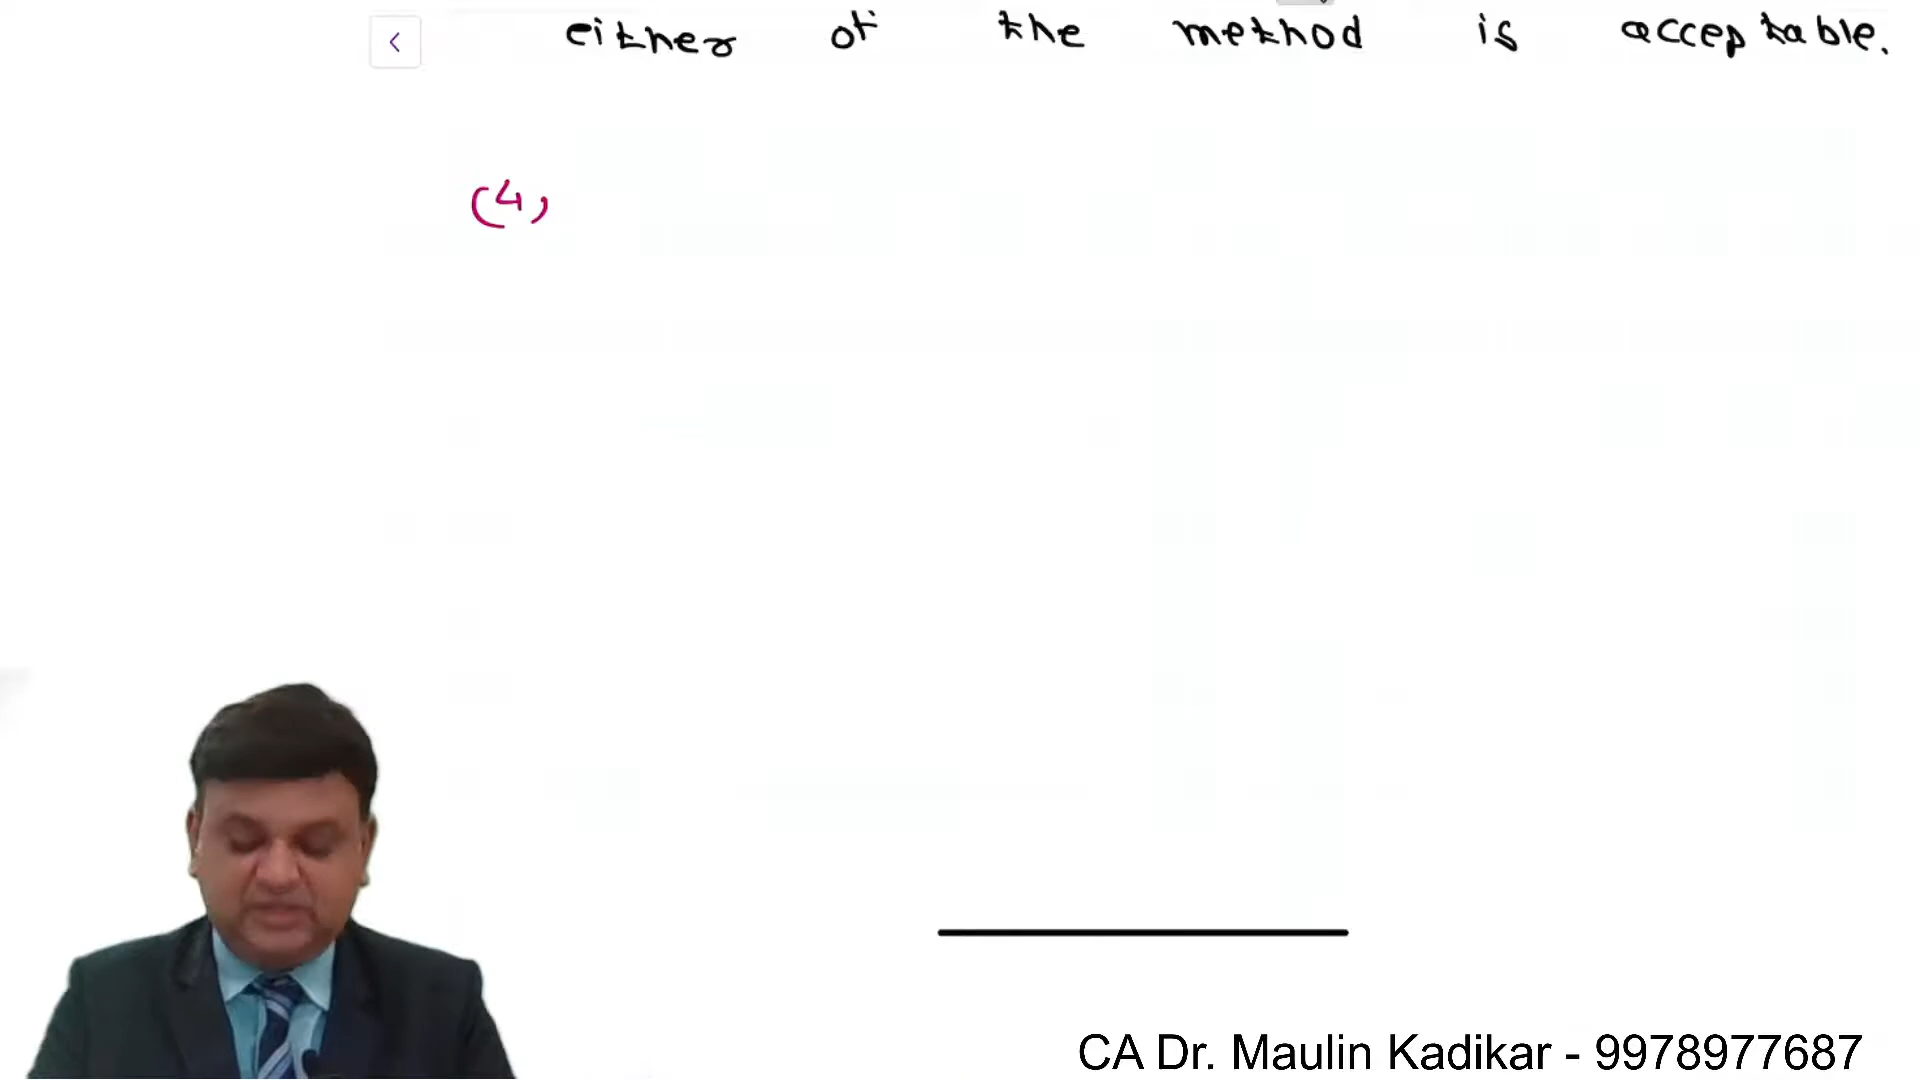 either of the method is acceptable.
(4)
CA Dr. Maulin Kadikar - 9978977687